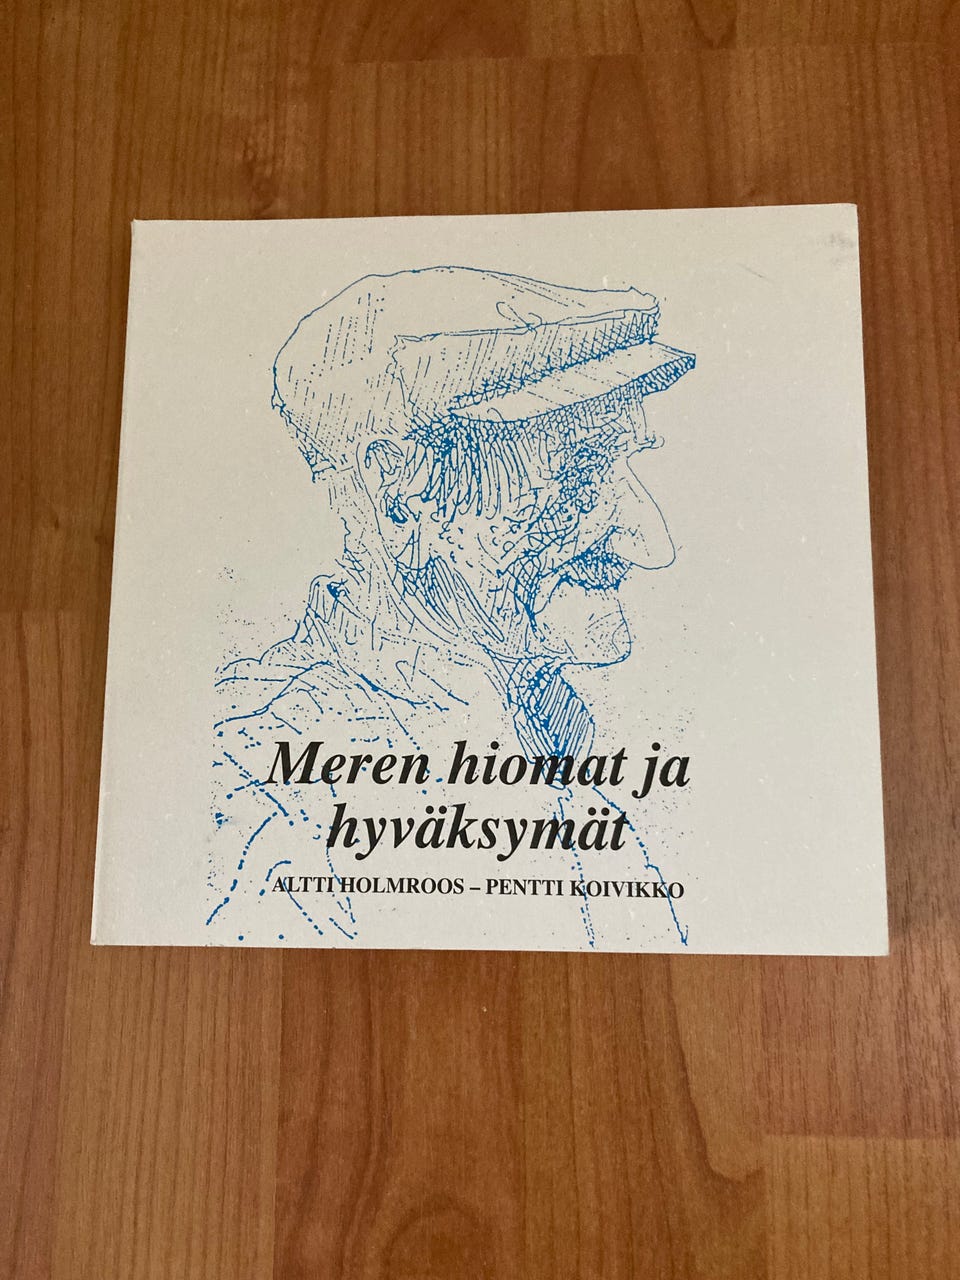 Meren hiomat ja
hyväksymät
ALTTI HOLMROOS – PENTTI KOIVIKKO